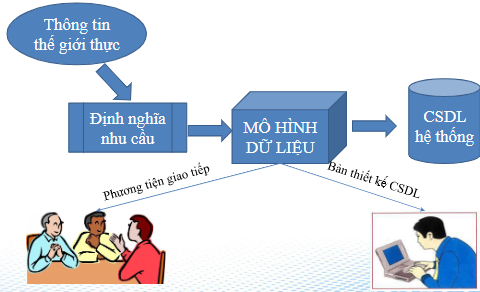 Thông tin
thế giới thực
Định nghĩa
nhu cầu
MÔ HÌNH
DỮ LIỆU
CSDL
hệ thống
Phương tiện giao tiếp
Bản thiết kế CSDL